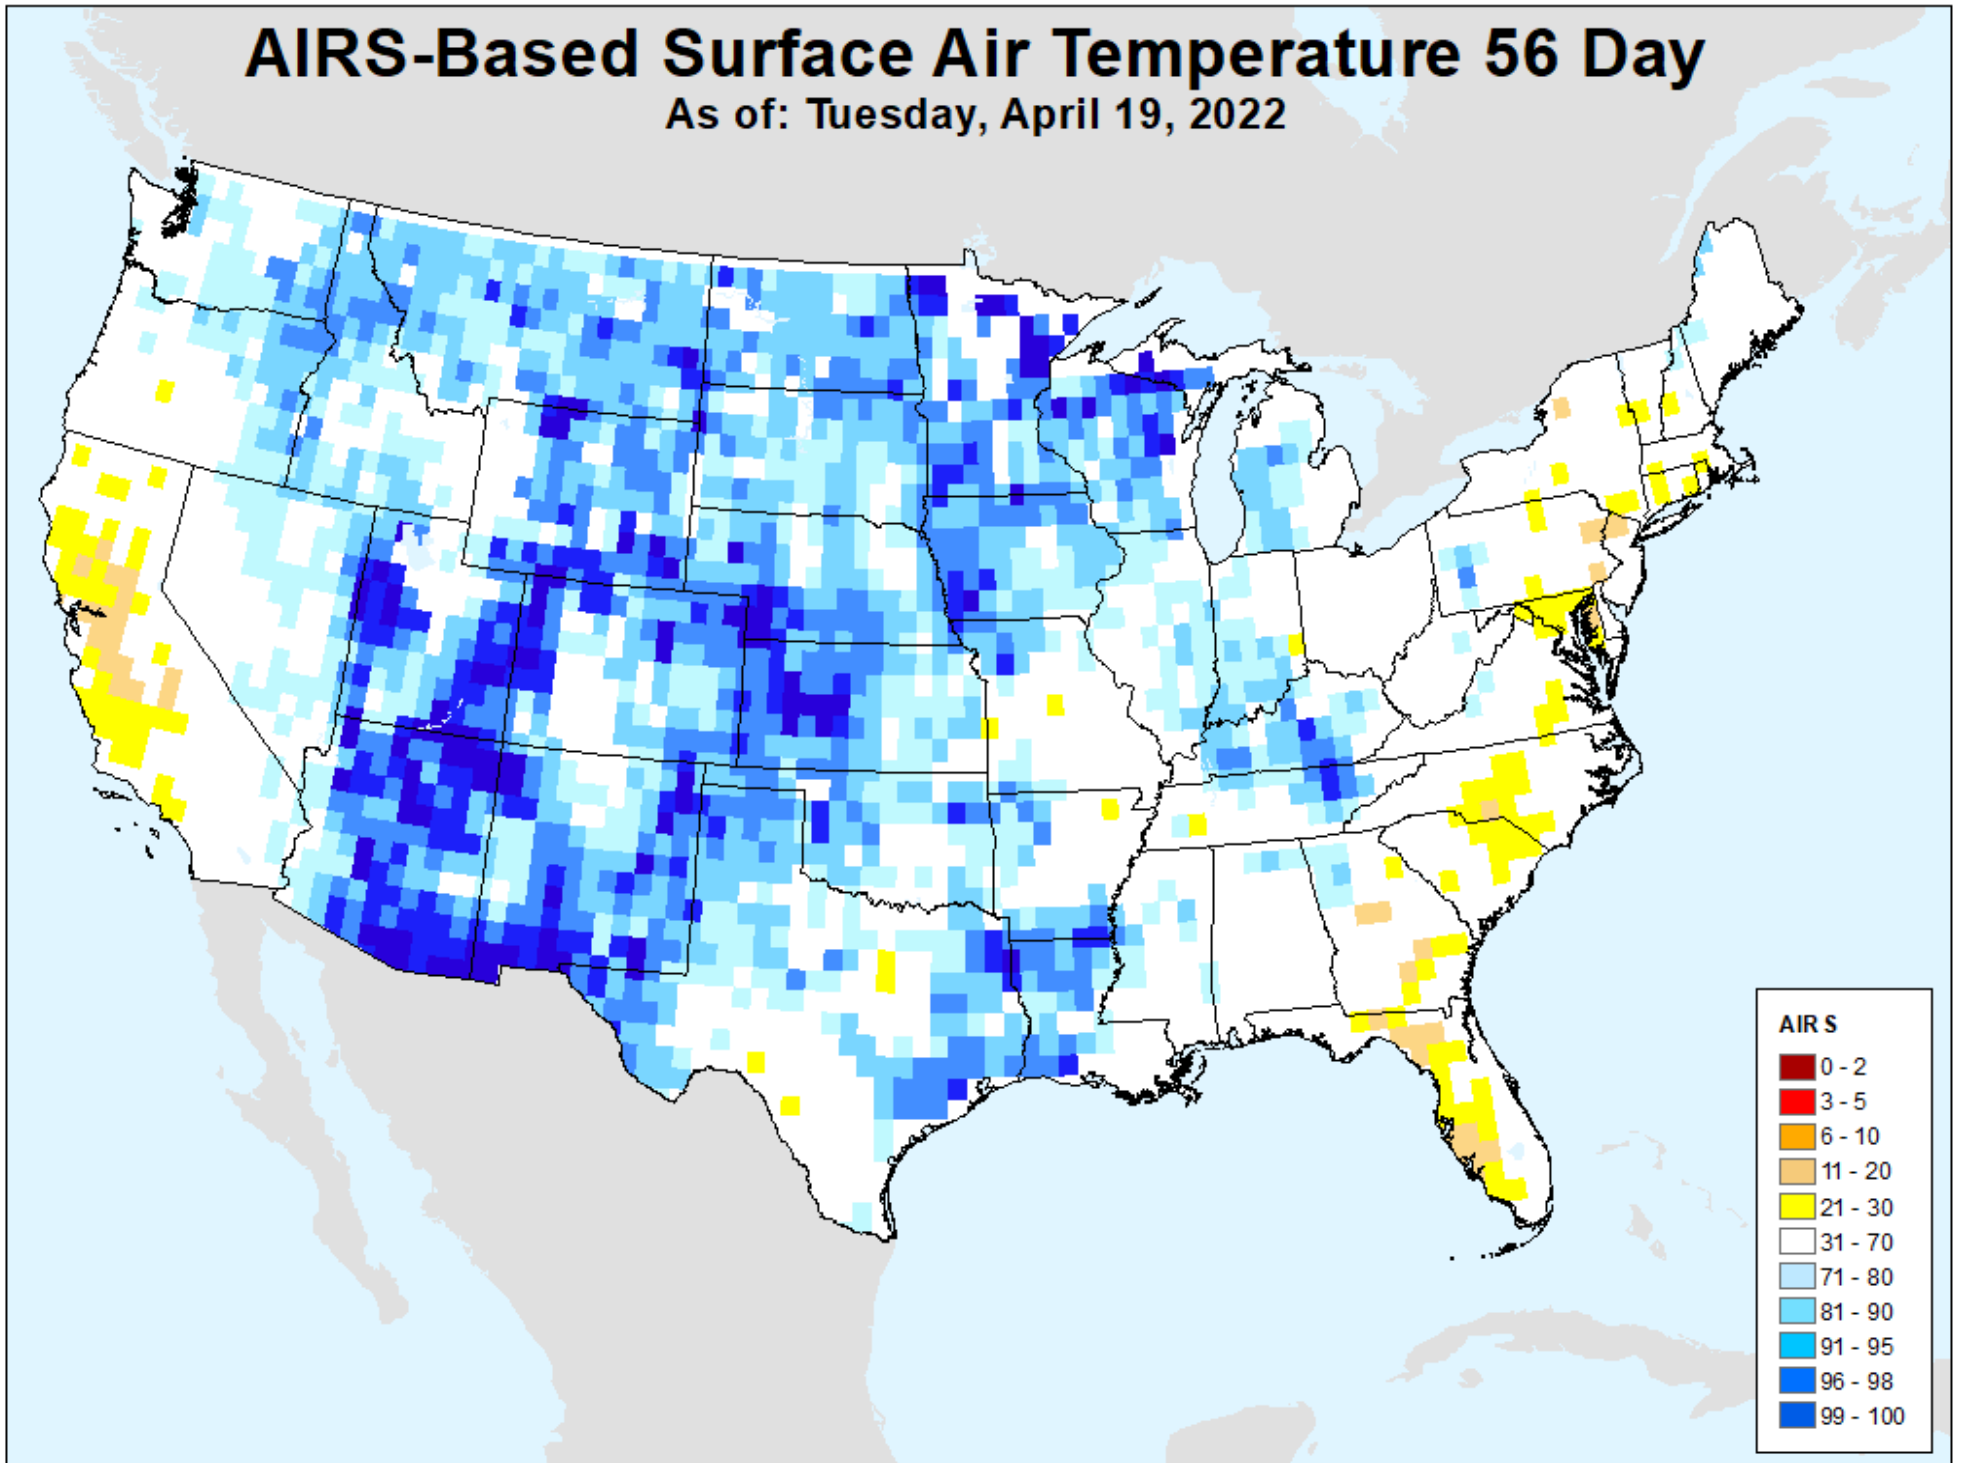 AIRS-Based Surface Air Temperature 56 Day
As of: Tuesday, April 19, 2022
AIRS
0 - 2
3 - 5
6 - 10
11 - 20
21 - 30
31 - 70
71 - 80
81 - 90
91 - 95
96 - 98
99 - 100